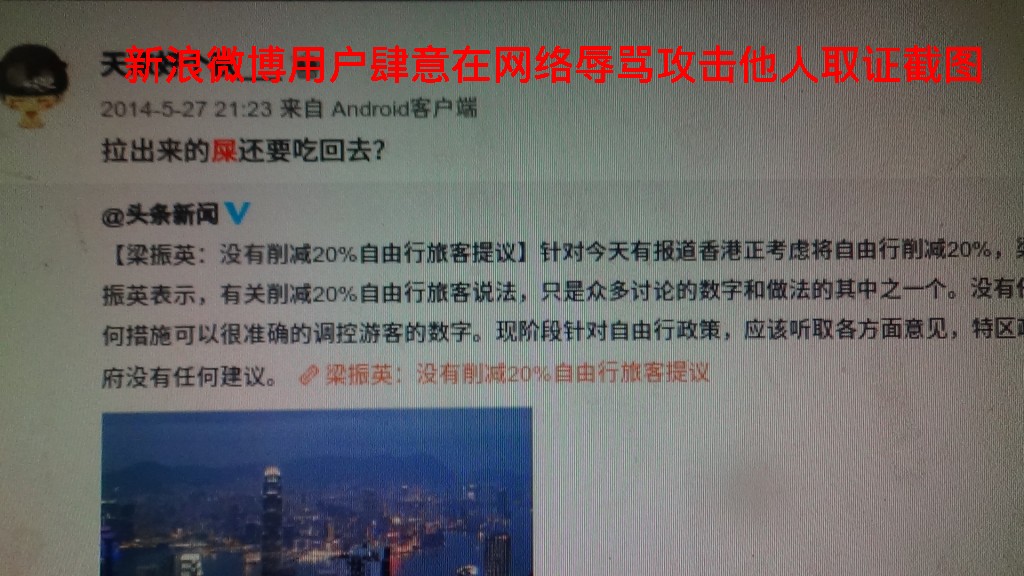 新浪微博用户肆意在网络辱骂攻击他人取证截图
2014-5-27 21:23 来自 Android客户端
拉出来的屎还要吃回去?
@头条新闻
【梁振英：没有削减20%自由行旅客提议】针对今天有报道香港正考虑将自由行削减20%，梁
振英表示，有关削减20%自由行旅客说法，只是众多讨论的数字和做法的其中之一个。没有任
何措施可以很准确的调控游客的数字。现阶段针对自由行政策，应该听取各方面意见，特区政
府没有任何建议。 梁振英：没有削减20%自由行旅客提议